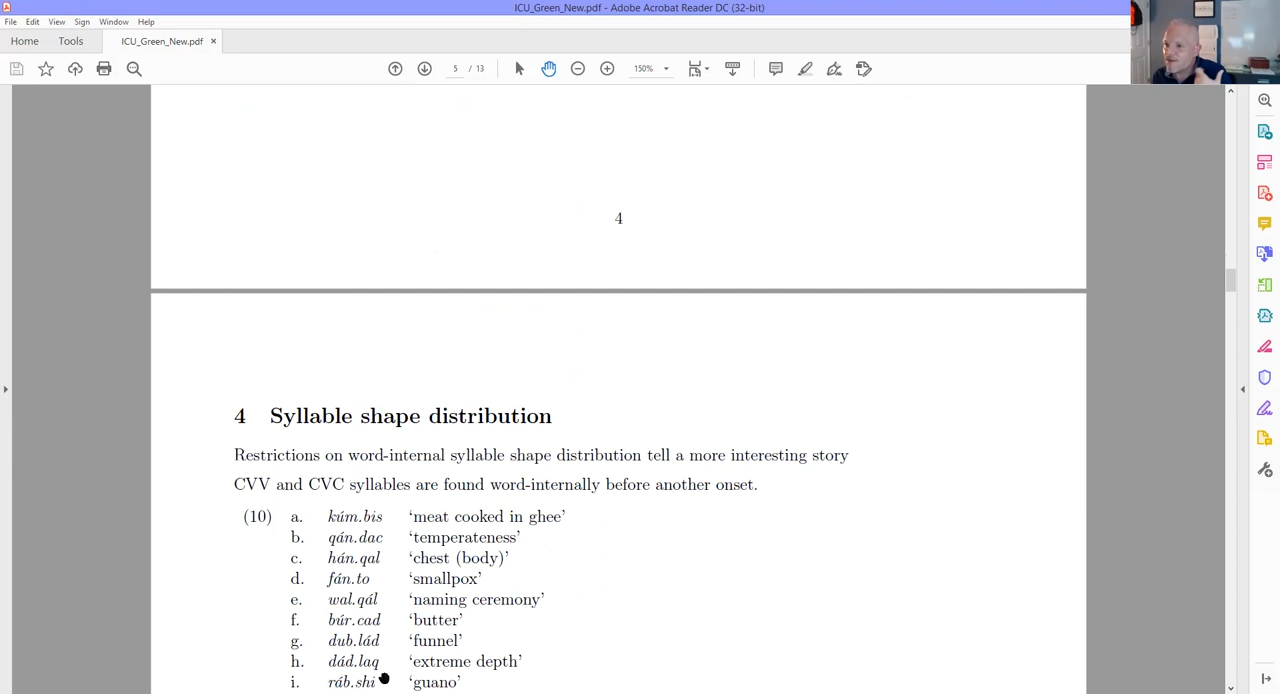 ICU_Green_New.pdf - Adobe Acrobat Reader DC (32-bit)
File Edit View Sign Window Help
Home Tools ICU_Green_New.pdf ×
5 / 13 150%
4
4 Syllable shape distribution
Restrictions on word-internal syllable shape distribution tell a more interesting story
CVV and CVC syllables are found word-internally before another onset.
(10) a. kúm.bis ‘meat cooked in ghee’
b. qán.dac ‘temperateness’
c. hán.qal ‘chest (body)’
d. fán.to ‘smallpox’
e. wal.qál ‘naming ceremony’
f. búr.cad ‘butter’
g. dub.lád ‘funnel’
h. dád.laq ‘extreme depth’
i. ráb.shi ‘guano’